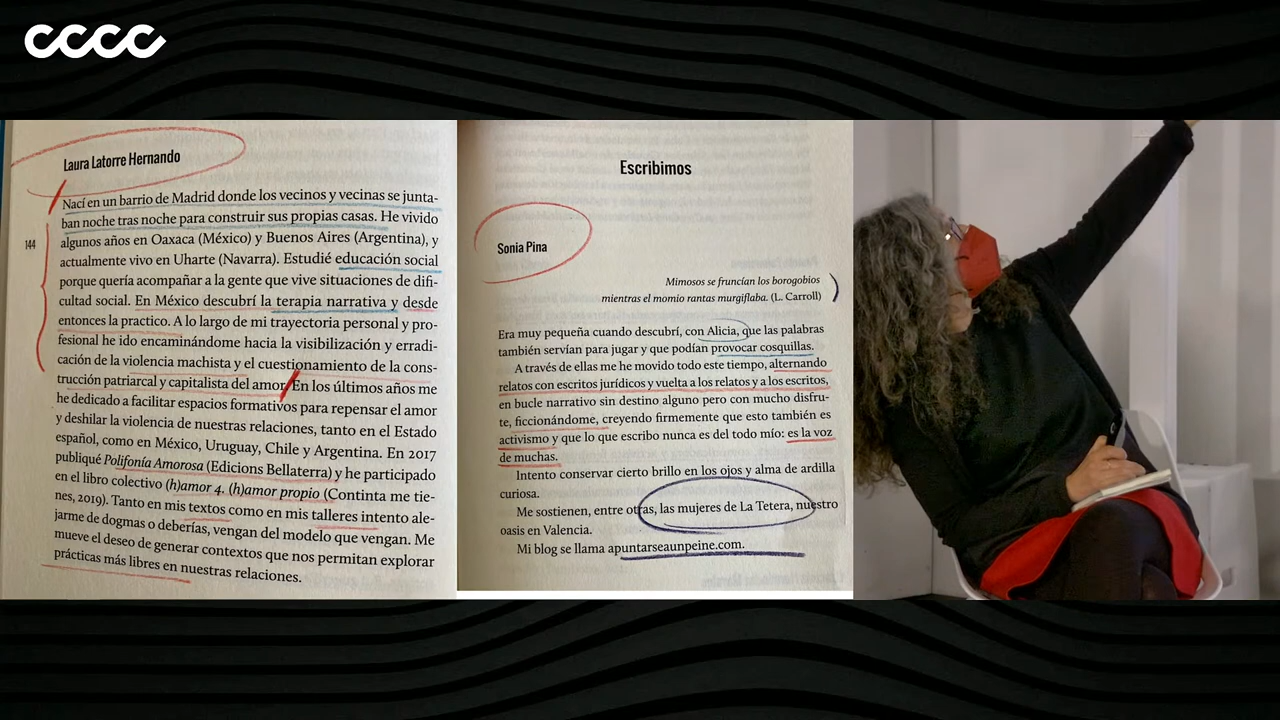 cccc
Laura Latorre Hernando
Nací en un barrio de Madrid donde los vecinos y vecinas se junta-
ban noche tras noche para construir sus propias casas. He vivido
144
algunos años en Oaxaca (México) y Buenos Aires (Argentina), y
actualmente vivo en Uharte (Navarra). Estudié educación social
porque quería acompañar a la gente que vive situaciones de difi-
cultad social. En México descubrí la terapia narrativa y desde
entonces la practico. A lo largo de mi trayectoria personal y pro-
fesional he ido encaminándome hacia la visibilización y erradi-
cación de la violencia machista y el cuestionamiento de la cons-
trucción patriarcal y capitalista del amor. En los últimos años me
he dedicado a facilitar espacios formativos para repensar el amor
y deshilar la violencia de nuestras relaciones, tanto en el Estado
español, como en México, Uruguay, Chile y Argentina. En 2017
publiqué Polifonía Amorosa (Edicions Bellaterra) y he participado
en el libro colectivo (h)amor 4. (h)amor propio (Continta me tie-
nes, 2019). Tanto en mis textos como en mis talleres intento ale-
jarme de dogmas o deberías, vengan del modelo que vengan. Me
mueve el deseo de generar contextos que nos permitan explorar
prácticas más libres en nuestras relaciones.
Escribimos
Sonia Pina
Mimosos se fruncían los borogobios
mientras el momio rantas murgiflaba. (L. Carroll)
Era muy pequeña cuando descubrí, con Alicia, que las palabras
también servían para jugar y que podían provocar cosquillas.
A través de ellas me he movido todo este tiempo, alternando
relatos con escritos jurídicos y vuelta a los relatos y a los escritos,
en bucle narrativo sin destino alguno pero con mucho disfru-
te, ficcionándome, creyendo firmemente que esto también es
activismo y que lo que escribo nunca es del todo mío: es la voz
de muchas.
Intento conservar cierto brillo en los ojos y alma de ardilla
curiosa.
Me sostienen, entre otras, las mujeres de La Tetera, nuestro
oasis en Valencia.
Mi blog se llama apuntarseaunpeine.com.